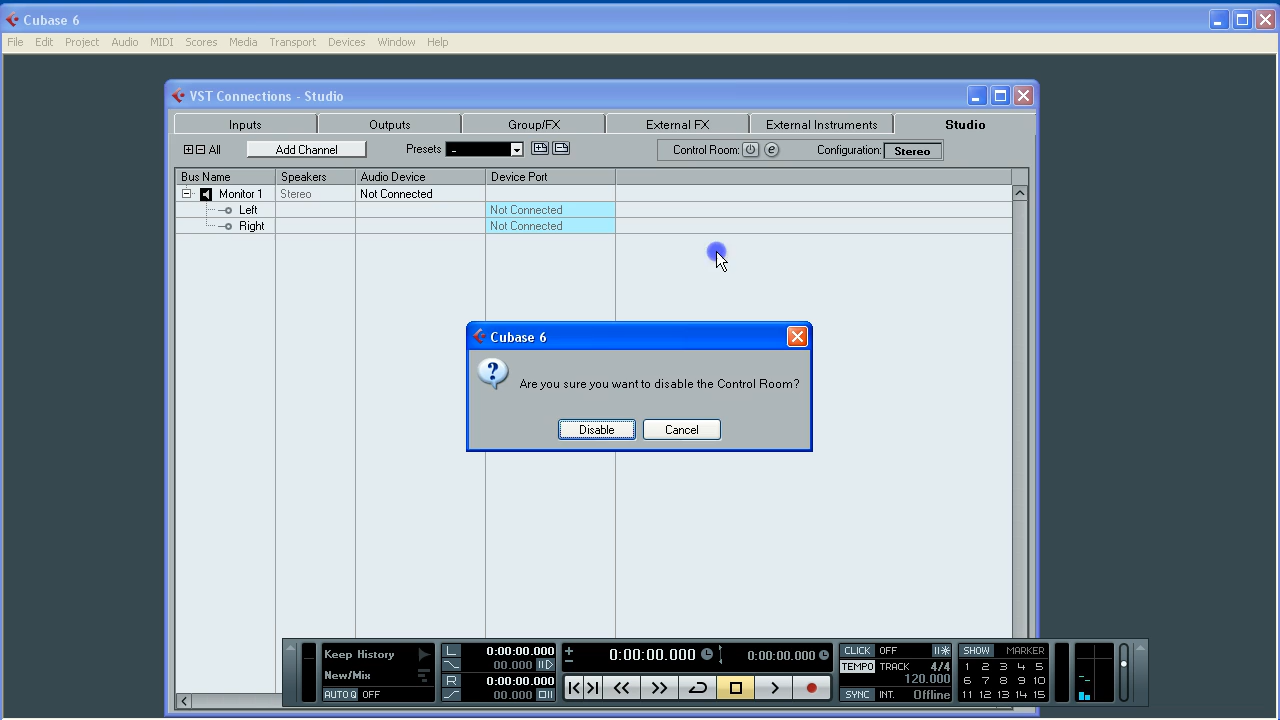 Cubase 6
File Edit Project Audio MIDI Scores Media Transport Devices Window Help
VST Connections - Studio
Inputs Outputs Group/FX External FX External Instruments Studio
All Add Channel Presets - Control Room: e Configuration: Stereo
Bus Name Speakers Audio Device Device Port
Monitor 1 Stereo Not Connected
Left Not Connected
Right Not Connected
Cubase 6
Are you sure you want to disable the Control Room?
Disable Cancel
Keep History
New/Mix
AUTO Q OFF
L 0:00:00.000
00.000
R 0:00:00.000
00.000
0:00:00.000 0:00:00.000
CLICK OFF
TEMPO TRACK 4/4
120.000
SYNC INT. Offline
SHOW MARKER
1 2 3 4 5
6 7 8 9 10
11 12 13 14 15